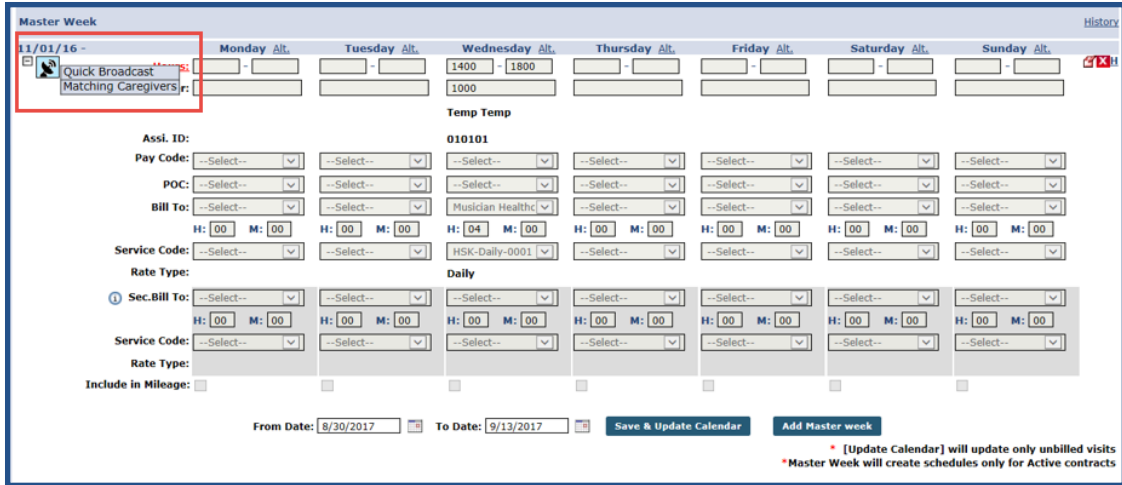 Master Week History
11/01/16 - Monday Alt. Tuesday Alt. Wednesday Alt. Thursday Alt. Friday Alt. Saturday Alt. Sunday Alt.
- - 1400 - 1800 - - - - X H
Quick Broadcast
Matching Caregivers r: 1000
Temp Temp
Assi. ID: 010101
Pay Code: --Select-- --Select-- --Select-- --Select-- --Select-- --Select-- --Select--
POC: --Select-- --Select-- --Select-- --Select-- --Select-- --Select-- --Select--
Bill To: --Select-- --Select-- Musician Healthc --Select-- --Select-- --Select-- --Select--
H: 00 M: 00 H: 00 M: 00 H: 04 M: 00 H: 00 M: 00 H: 00 M: 00 H: 00 M: 00 H: 00 M: 00
Service Code: --Select-- --Select-- HSK-Daily-0001 --Select-- --Select-- --Select-- --Select--
Rate Type: Daily
Sec.Bill To: --Select-- --Select-- --Select-- --Select-- --Select-- --Select-- --Select--
H: 00 M: 00 H: 00 M: 00 H: 00 M: 00 H: 00 M: 00 H: 00 M: 00 H: 00 M: 00 H: 00 M: 00
Service Code: --Select-- --Select-- --Select-- --Select-- --Select-- --Select-- --Select--
Rate Type:
Include in Mileage:
From Date: 8/30/2017 To Date: 9/13/2017 Save & Update Calendar Add Master week
* [Update Calendar] will update only unbilled visits
*Master Week will create schedules only for Active contracts